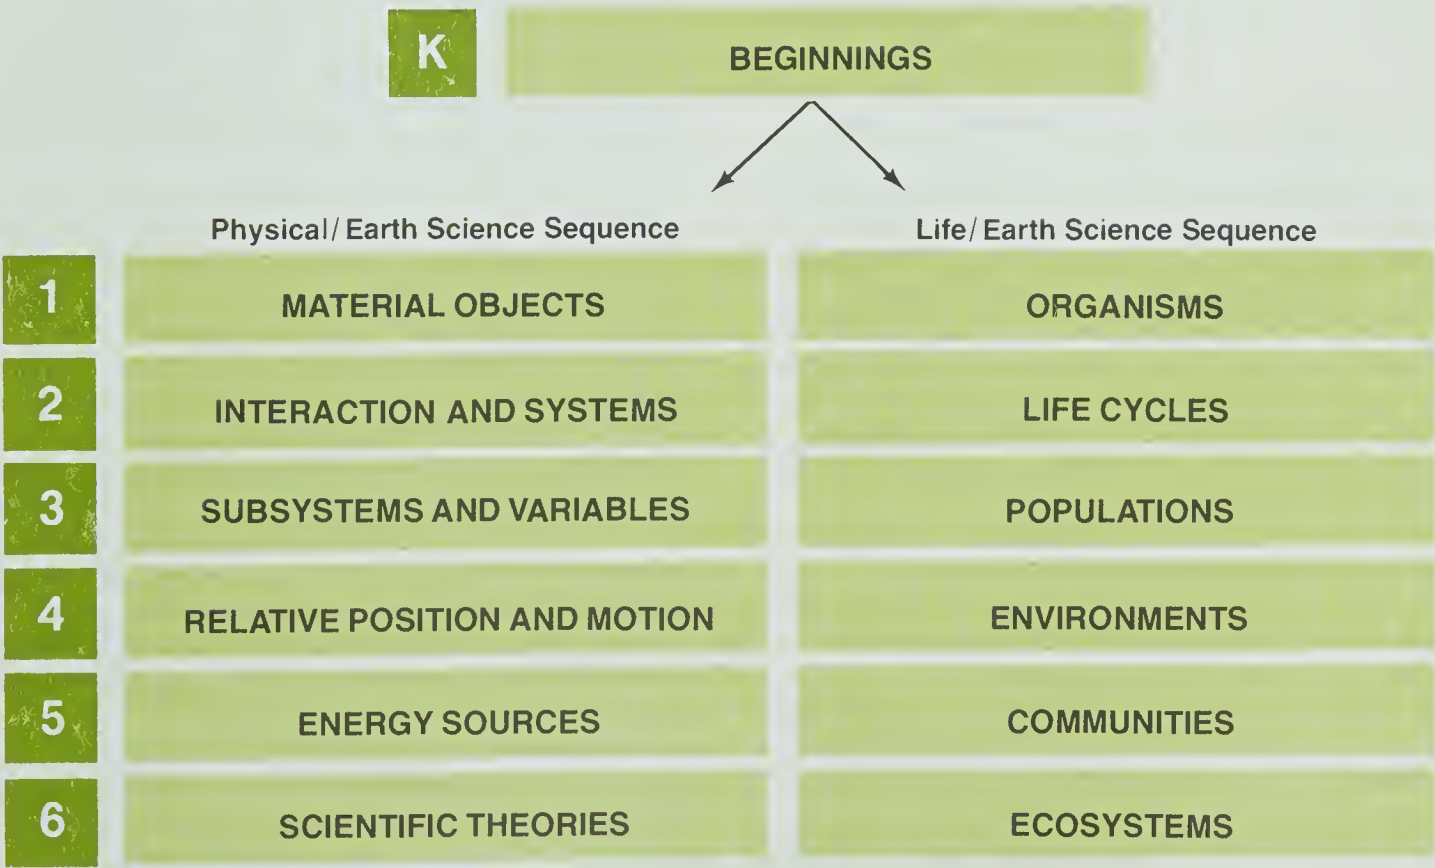 K BEGINNINGS
Physical/Earth Science Sequence Life/Earth Science Sequence
1 MATERIAL OBJECTS ORGANISMS
2 INTERACTION AND SYSTEMS LIFE CYCLES
3 SUBSYSTEMS AND VARIABLES POPULATIONS
4 RELATIVE POSITION AND MOTION ENVIRONMENTS
5 ENERGY SOURCES COMMUNITIES
6 SCIENTIFIC THEORIES ECOSYSTEMS